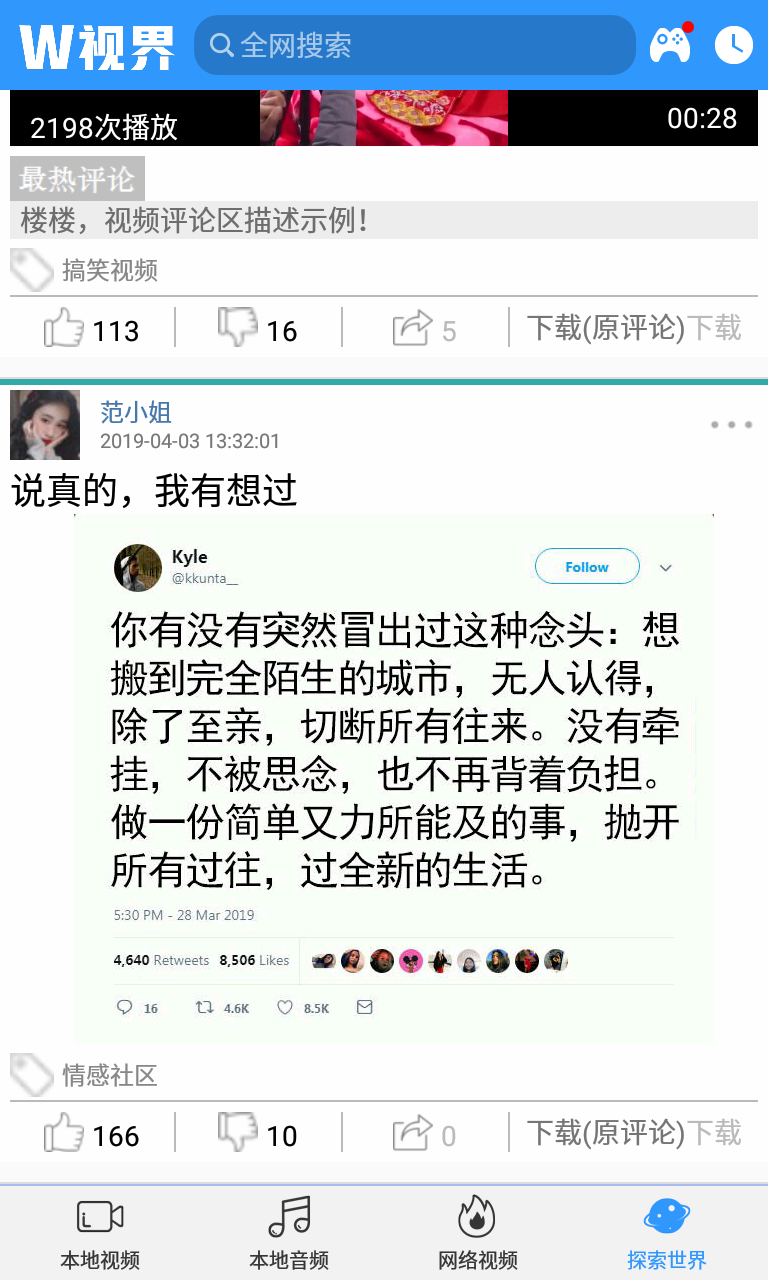 W视界
全网搜索
2198次播放
00:28
最热评论
楼楼，视频评论区描述示例！
搞笑视频
113
16
5
下载(原评论)下载
范小姐
2019-04-03 13:32:01
说真的，我有想过
Kyle
@kkunta__
Follow
你有没有突然冒出过这种念头：想
搬到完全陌生的城市，无人认得，
除了至亲，切断所有往来。没有牵
挂，不被思念，也不再背着负担。
做一份简单又力所能及的事，抛开
所有过往，过全新的生活。
5:30 PM - 28 Mar 2019
4,640 Retweets 8,506 Likes
16 4.6K 8.5K
情感社区
166
10
0
下载(原评论)下载
本地视频
本地音频
网络视频
探索世界